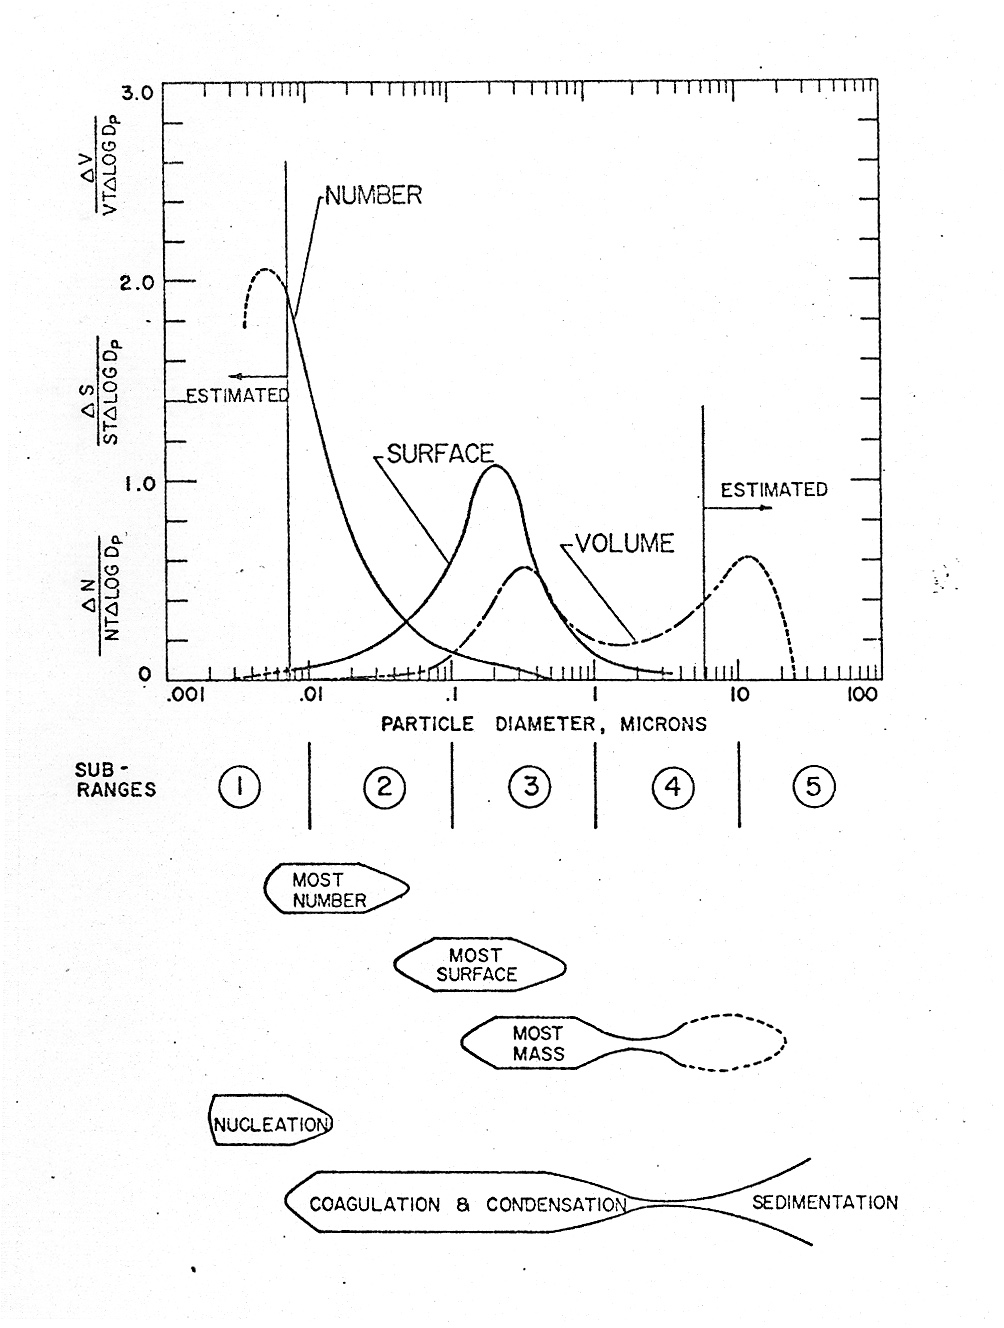 3.0
ΔV
VTΔLOG Dp
NUMBER
2.0
ΔS
STΔLOG Dp
ESTIMATED
SURFACE
1.0
ESTIMATED
VOLUME
ΔN
NTΔLOG Dp
0
.001 .01 .1 1 10 100
PARTICLE DIAMETER, MICRONS
SUB-
RANGES
1 2 3 4 5
MOST
NUMBER
MOST
SURFACE
MOST
MASS
NUCLEATION
COAGULATION & CONDENSATION SEDIMENTATION